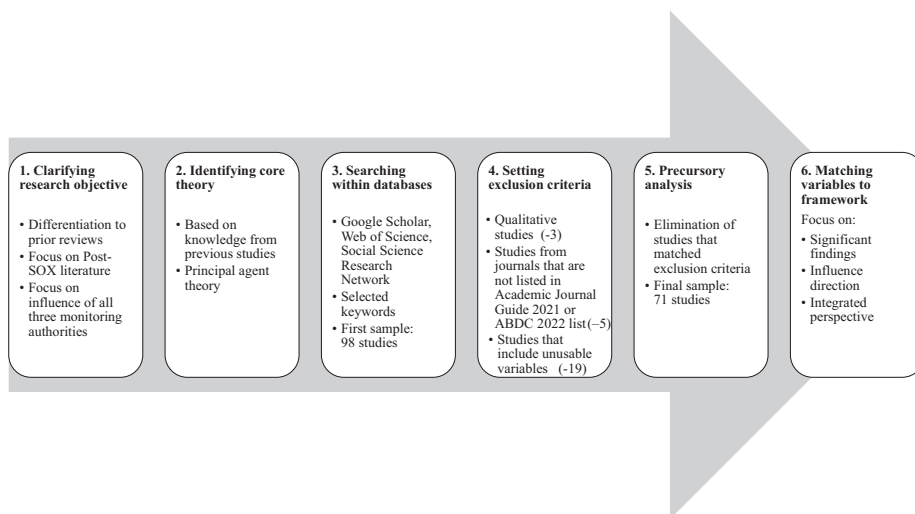 1. Clarifying
research objective
• Differentiation to
prior reviews
• Focus on Post-
SOX literature
• Focus on
influence of all
three monitoring
authorities
2. Identifying core
theory
• Based on
knowledge from
previous studies
• Principal agent
theory
3. Searching
within databases
• Google Scholar,
Web of Science,
Social Science
Research
Network
• Selected
keywords
• First sample:
98 studies
4. Setting
exclusion criteria
• Qualitative
studies (-3)
• Studies from
journals that are
not listed in
Academic Journal
Guide 2021 or
ABDC 2022 list(–5)
• Studies that
include unusable
variables (-19)
5. Precursory
analysis
• Elimination of
studies that
matched
exclusion criteria
• Final sample:
71 studies
6. Matching
variables to
framework
Focus on:
• Significant
findings
• Influence
direction
• Integrated
perspective